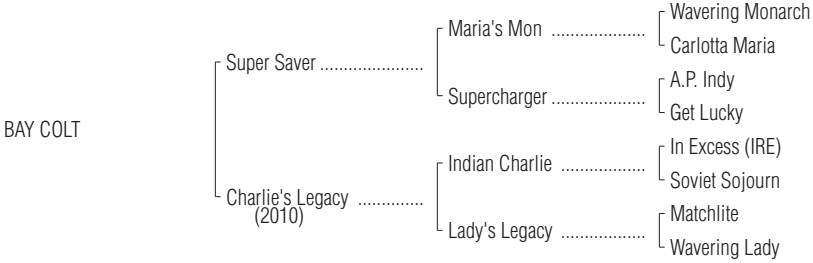 Wavering Monarch
Maria's Mon ....................
Carlotta Maria
Super Saver ......................
A.P. Indy
Supercharger ....................
Get Lucky
BAY COLT
In Excess (IRE)
Indian Charlie ..................
Soviet Sojourn
Charlie's Legacy ..............
(2010)
Matchlite
Lady's Legacy ..................
Wavering Lady